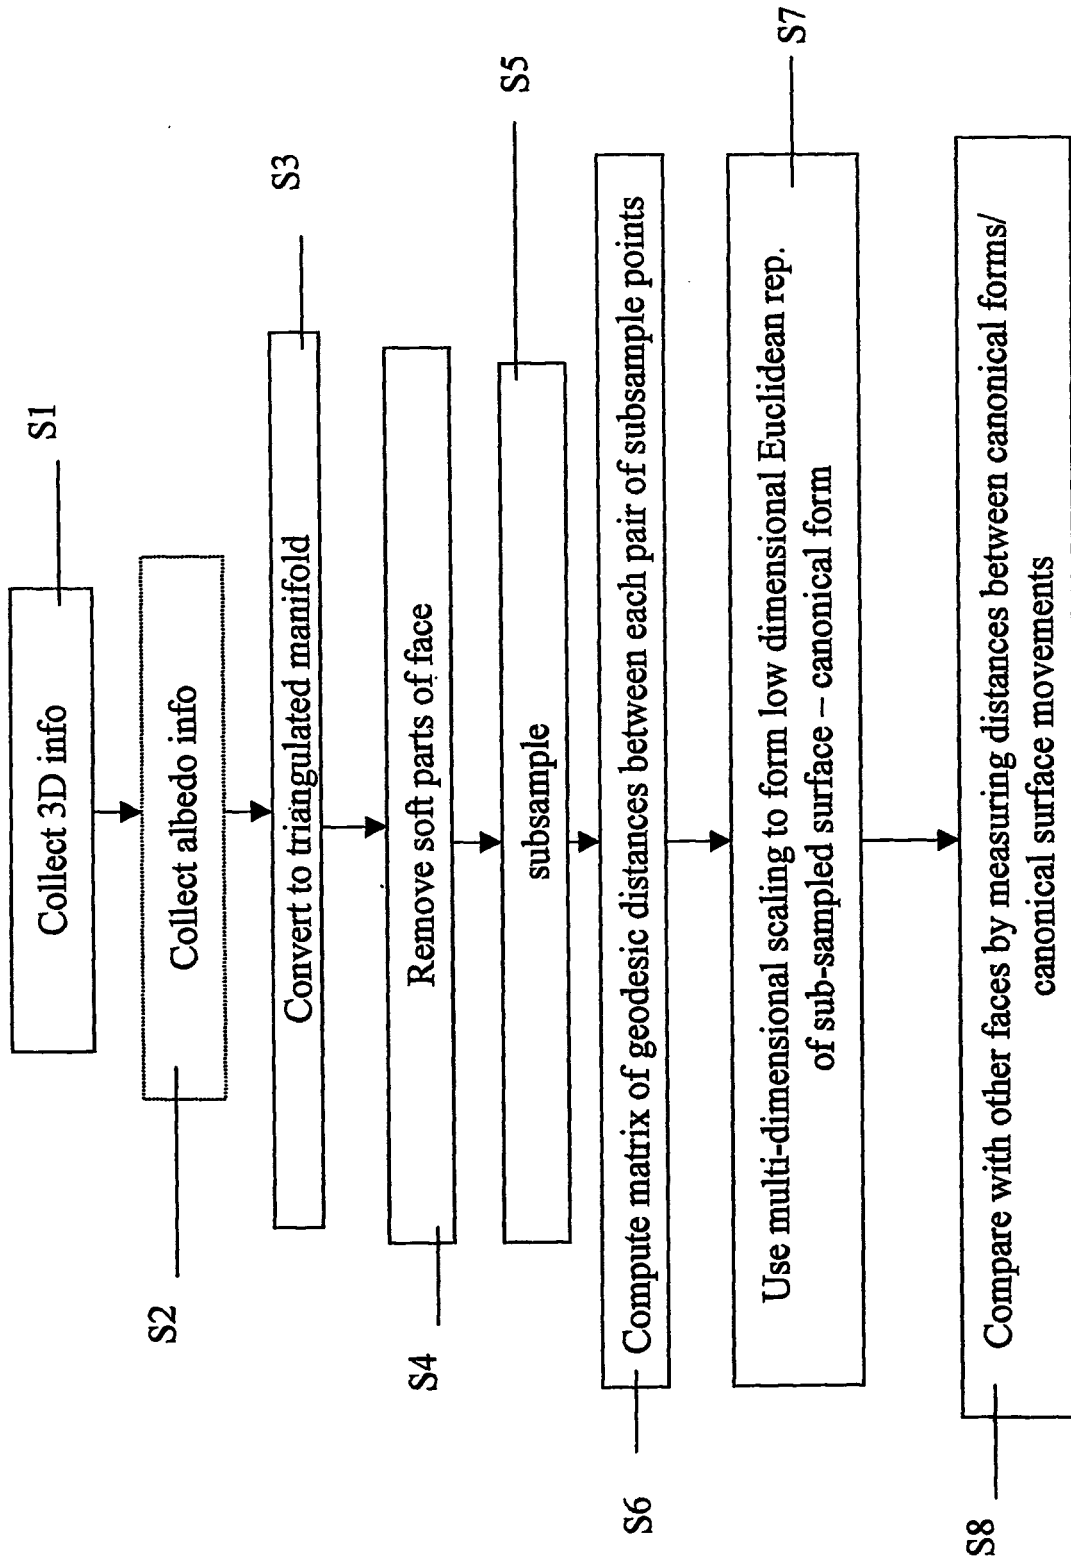 Collect 3D info
S1
Collect albedo info
S2
Convert to triangulated manifold
S3
Remove soft parts of face
S4
subsample
S5
Compute matrix of geodesic distances between each pair of subsample points
S6
Use multi-dimensional scaling to form low dimensional Euclidean rep.
of sub-sampled surface – canonical form
S7
Compare with other faces by measuring distances between canonical forms/
canonical surface movements
S8